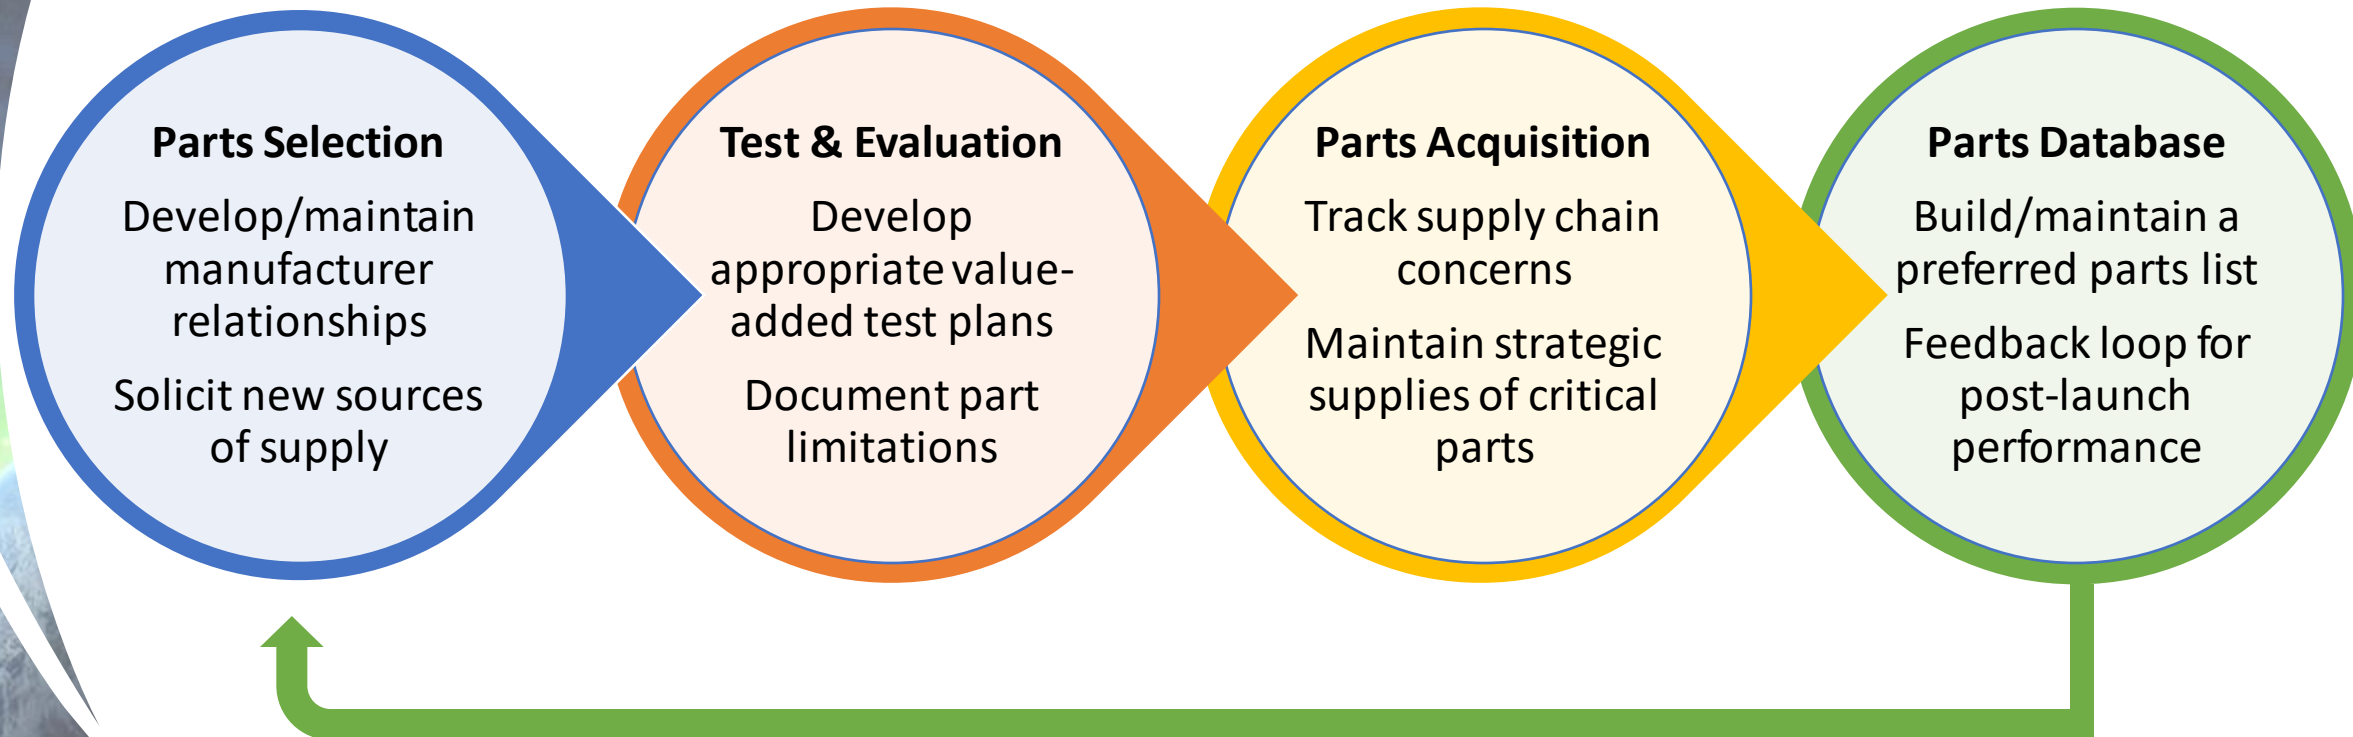 Parts Selection
Develop/maintain
manufacturer
relationships
Solicit new sources
of supply
Test & Evaluation
Develop
appropriate value-
added test plans
Document part
limitations
Parts Acquisition
Track supply chain
concerns
Maintain strategic
supplies of critical
parts
Parts Database
Build/maintain a
preferred parts list
Feedback loop for
post-launch
performance